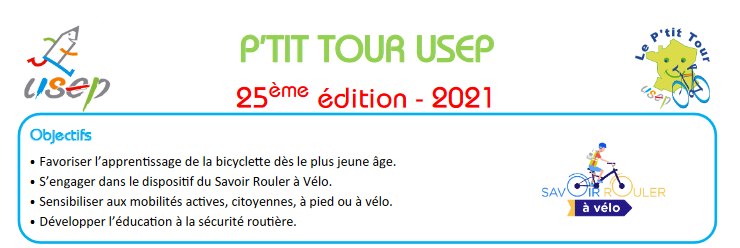 usep
P'TIT TOUR USEP
25ème édition - 2021
Le P'tit Tour
usep
Objectifs
• Favoriser l'apprentissage de la bicyclette dès le plus jeune âge.
• S'engager dans le dispositif du Savoir Rouler à Vélo.
• Sensibiliser aux mobilités actives, citoyennes, à pied ou à vélo.
• Développer l'éducation à la sécurité routière.
SAVOIR ROULER
à vélo